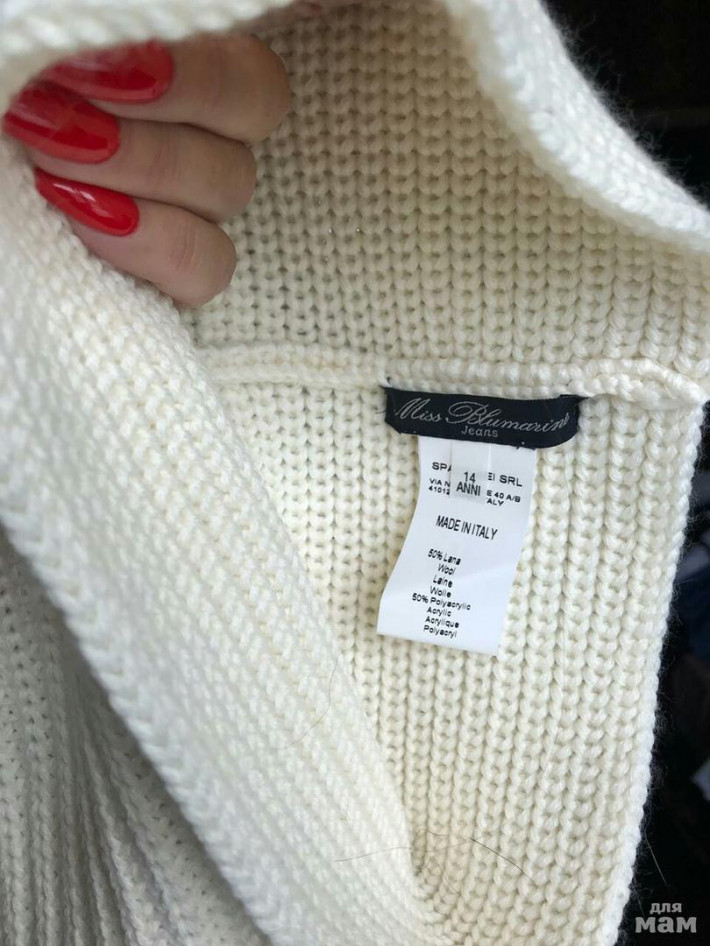 Miss Blumarine
Jeans
SPA EI SRL
14
ANNI
VIA N E 40 A/B
4101 ALY
MADE IN ITALY
50% Lana
Wool
Laine
Wolle
50% Polyacrylic
Acrylic
Acrylique
Polyacryl
для
мам